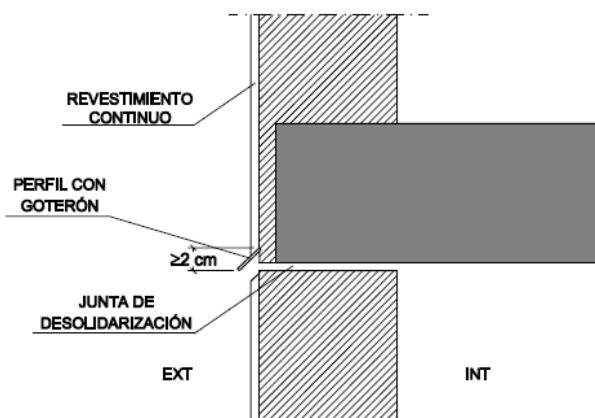 REVESTIMIENTO
CONTINUO
PERFIL CON
GOTERÓN
≥2 cm
JUNTA DE
DESOLIDARIZACIÓN
EXT
INT